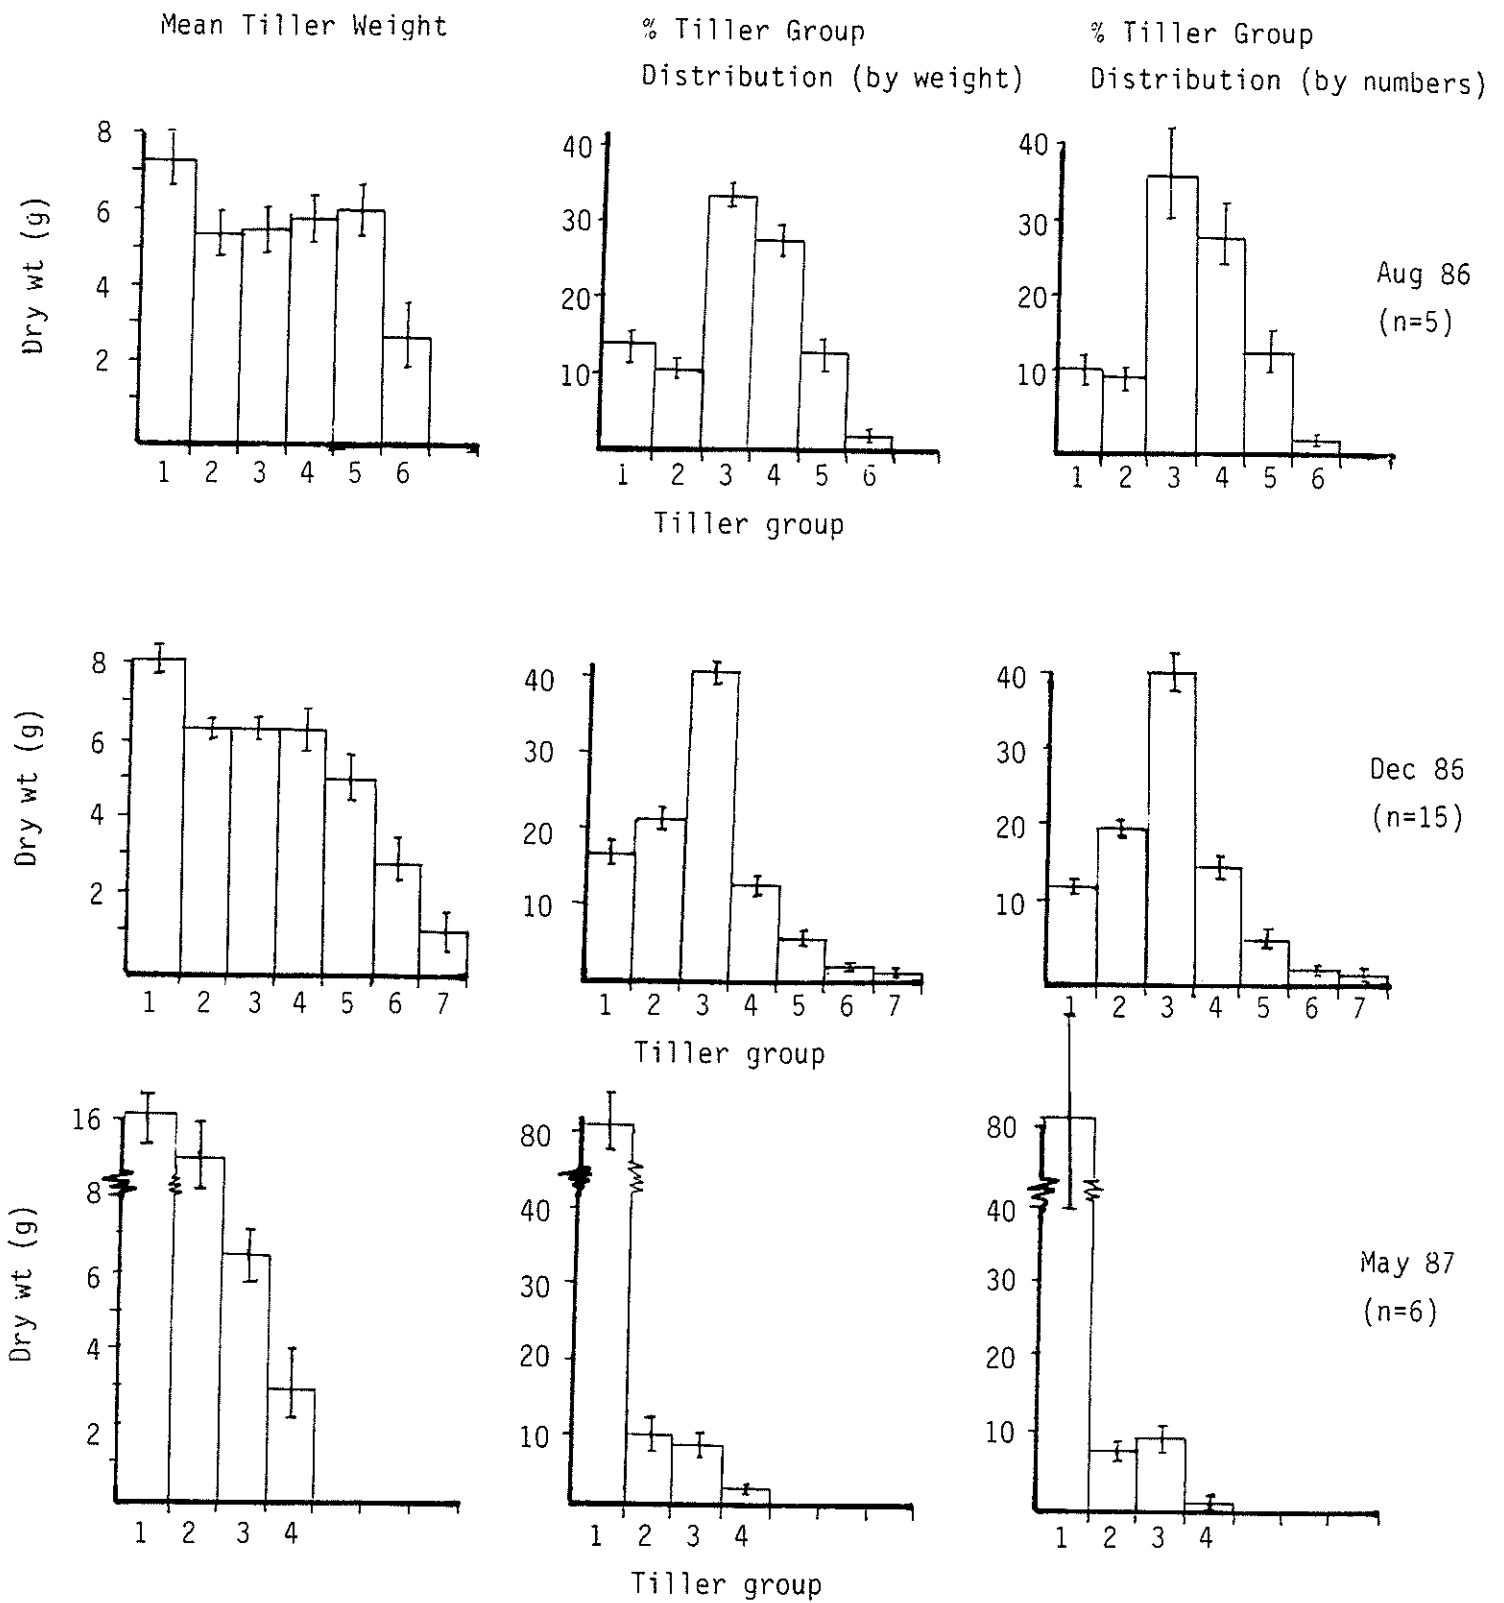 Mean Tiller Weight
% Tiller Group
Distribution (by weight)
% Tiller Group
Distribution (by numbers)
Dry wt (g)
8
6
4
2
1 2 3 4 5 6
40
30
20
10
1 2 3 4 5 6
40
30
20
10
1 2 3 4 5 6
Aug 86
(n=5)
Tiller group
Dry wt (g)
8
6
4
2
1 2 3 4 5 6 7
40
30
20
10
1 2 3 4 5 6 7
40
30
20
10
1 2 3 4 5 6 7
Dec 86
(n=15)
Tiller group
Dry wt (g)
16
8
6
4
2
1 2 3 4
80
40
30
20
10
1 2 3 4
80
40
30
20
10
1 2 3 4
May 87
(n=6)
Tiller group